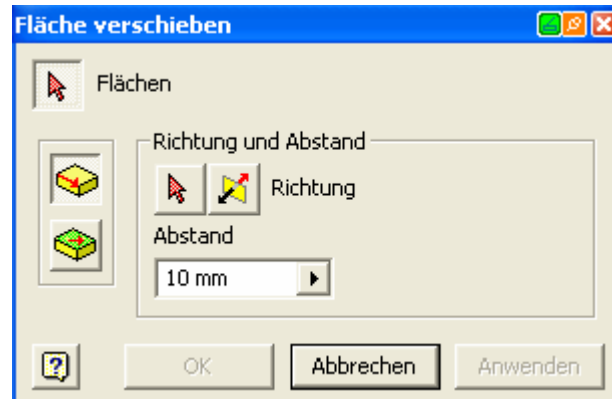 Fläche verschieben
Flächen
Richtung und Abstand
Richtung
Abstand
10 mm
OK
Abbrechen
Anwenden